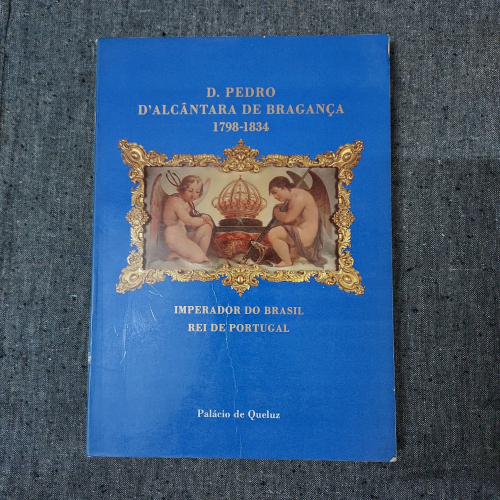 D. PEDRO
D'ALCÂNTARA DE BRAGANÇA
1798-1834
IMPERADOR DO BRASIL
REI DE PORTUGAL
Palácio de Queluz